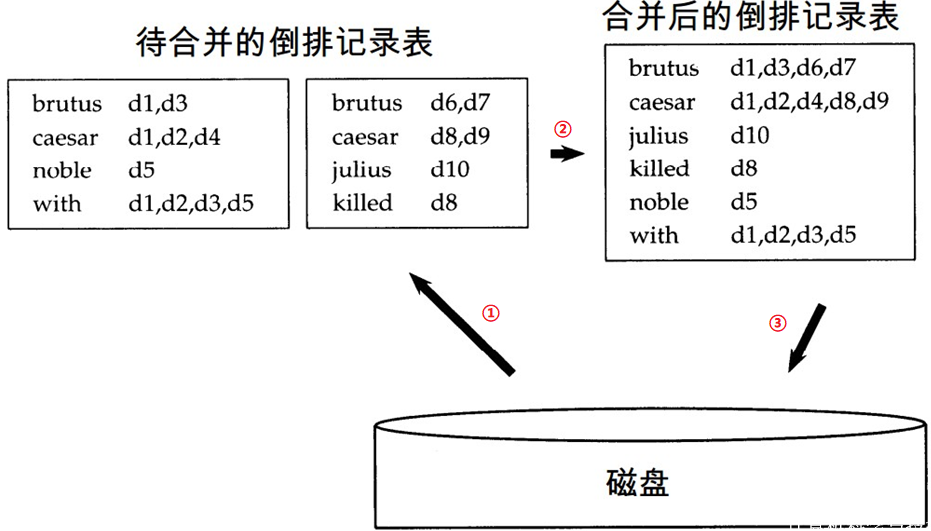 待合并的倒排记录表
brutus d1,d3
caesar d1,d2,d4
noble d5
with d1,d2,d3,d5
brutus d6,d7
caesar d8,d9
julius d10
killed d8
②
合并后的倒排记录表
brutus d1,d3,d6,d7
caesar d1,d2,d4,d8,d9
julius d10
killed d8
noble d5
with d1,d2,d3,d5
①
③
磁盘